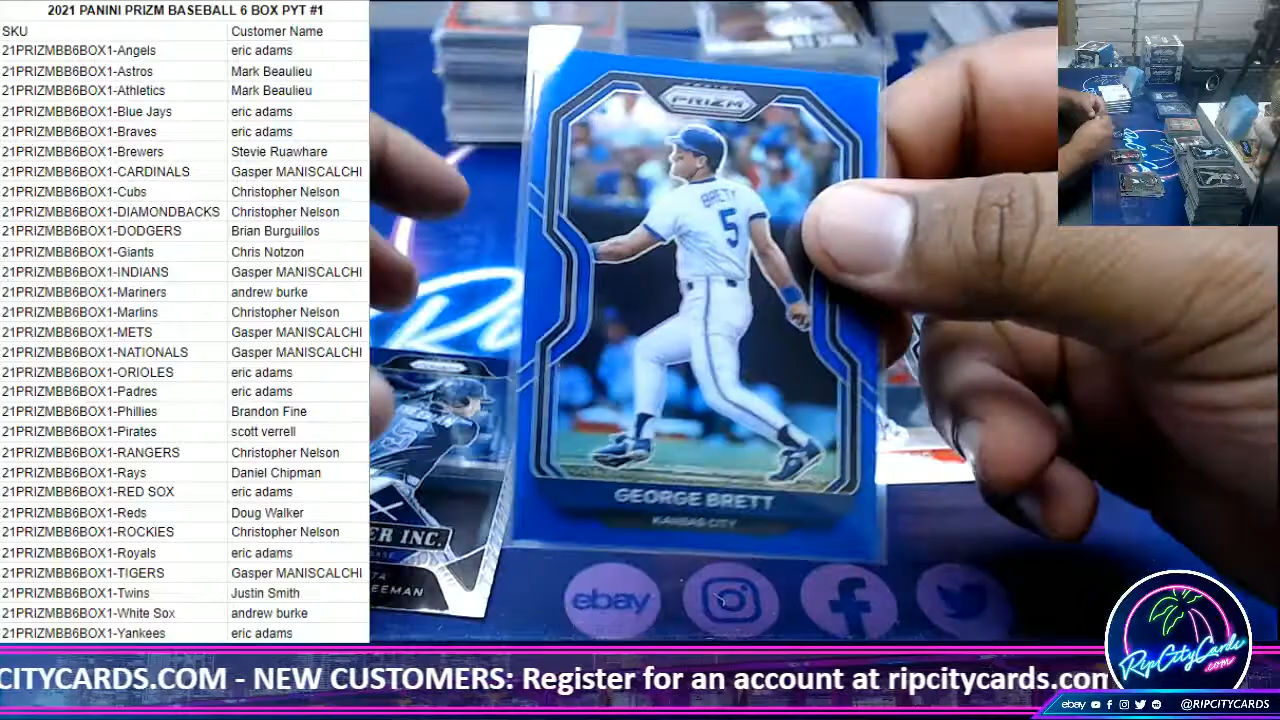 2021 PANINI PRIZM BASEBALL 6 BOX PYT #1
SKU Customer Name
21PRIZMBB6BOX1-Angels eric adams
21PRIZMBB6BOX1-Astros Mark Beaulieu
21PRIZMBB6BOX1-Athletics Mark Beaulieu
21PRIZMBB6BOX1-Blue Jays eric adams
21PRIZMBB6BOX1-Braves eric adams
21PRIZMBB6BOX1-Brewers Stevie Ruawhare
21PRIZMBB6BOX1-CARDINALS Gasper MANISCALCHI
21PRIZMBB6BOX1-Cubs Christopher Nelson
21PRIZMBB6BOX1-DIAMONDBACKS Christopher Nelson
21PRIZMBB6BOX1-DODGERS Brian Burguillos
21PRIZMBB6BOX1-Giants Chris Notzon
21PRIZMBB6BOX1-INDIANS Gasper MANISCALCHI
21PRIZMBB6BOX1-Mariners andrew burke
21PRIZMBB6BOX1-Marlins Christopher Nelson
21PRIZMBB6BOX1-METS Gasper MANISCALCHI
21PRIZMBB6BOX1-NATIONALS Gasper MANISCALCHI
21PRIZMBB6BOX1-ORIOLES eric adams
21PRIZMBB6BOX1-Padres eric adams
21PRIZMBB6BOX1-Phillies Brandon Fine
21PRIZMBB6BOX1-Pirates scott verrell
21PRIZMBB6BOX1-RANGERS Christopher Nelson
21PRIZMBB6BOX1-Rays Daniel Chipman
21PRIZMBB6BOX1-RED SOX eric adams
21PRIZMBB6BOX1-Reds Doug Walker
21PRIZMBB6BOX1-ROCKIES Christopher Nelson
21PRIZMBB6BOX1-Royals eric adams
21PRIZMBB6BOX1-TIGERS Gasper MANISCALCHI
21PRIZMBB6BOX1-Twins Justin Smith
21PRIZMBB6BOX1-White Sox andrew burke
21PRIZMBB6BOX1-Yankees eric adams
PRIZM
BRETT
5
GEORGE BRETT
KANSAS CITY
ER INC.
EEMAN
ebay
CITYCARDS.COM - NEW CUSTOMERS: Register for an account at ripcitycards.com
RipCityCards
.com
ebay @RIPCITYCARDS